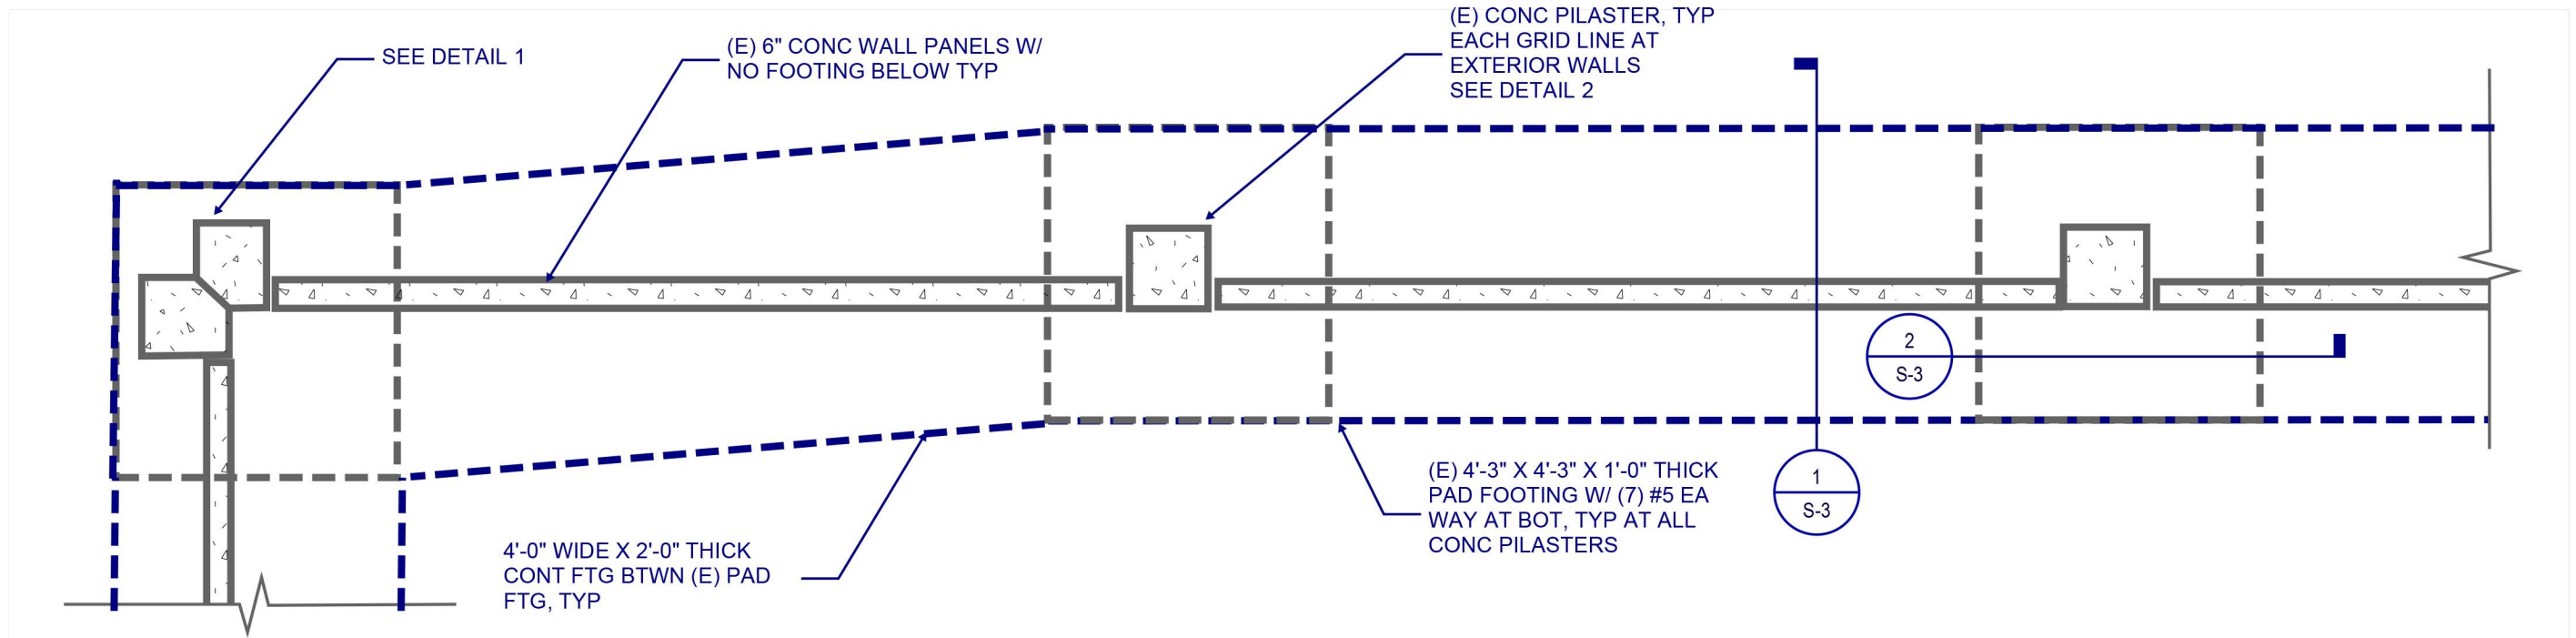 SEE DETAIL 1
(E) 6" CONC WALL PANELS W/
NO FOOTING BELOW TYP
(E) CONC PILASTER, TYP
EACH GRID LINE AT
EXTERIOR WALLS
SEE DETAIL 2
2
S-3
1
S-3
(E) 4'-3" X 4'-3" X 1'-0" THICK
PAD FOOTING W/ (7) #5 EA
WAY AT BOT, TYP AT ALL
CONC PILASTERS
4'-0" WIDE X 2'-0" THICK
CONT FTG BTWN (E) PAD
FTG, TYP